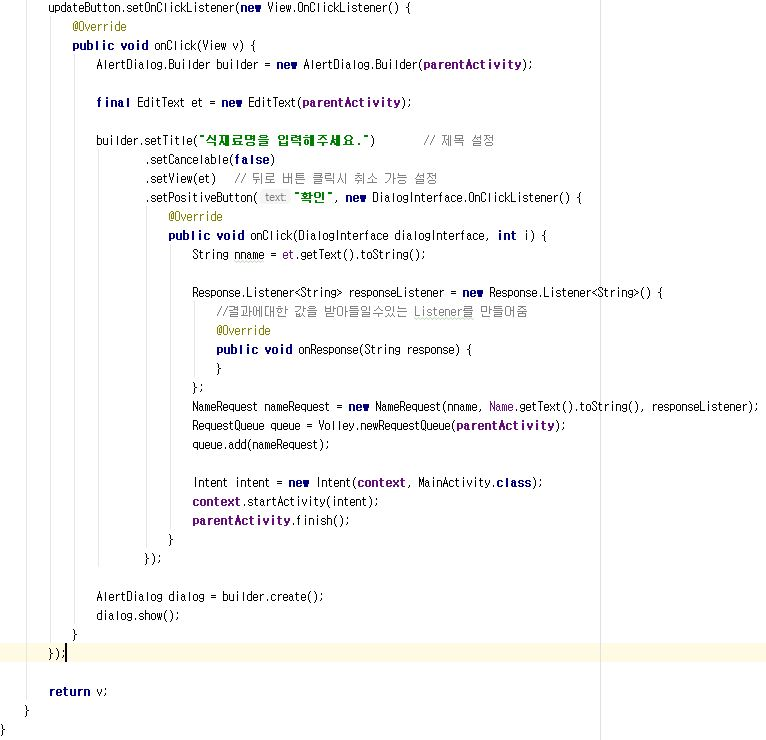 updateButton.setOnClickListener(new View.OnClickListener() {
@Override
public void onClick(View v) {
AlertDialog.Builder builder = new AlertDialog.Builder(parentActivity);
final EditText et = new EditText(parentActivity);
builder.setTitle("식재료명을 입력해주세요.") // 제목 설정
.setCancelable(false)
.setView(et) // 뒤로 버튼 클릭시 취소 가능 설정
.setPositiveButton( text: "확인", new DialogInterface.OnClickListener() {
@Override
public void onClick(DialogInterface dialogInterface, int i) {
String nname = et.getText().toString();
Response.Listener<String> responseListener = new Response.Listener<String>() {
//결과에대한 값을 받아들일수있는 Listener를 만들어줌
@Override
public void onResponse(String response) {
}
};
NameRequest nameRequest = new NameRequest(nname, Name.getText().toString(), responseListener);
RequestQueue queue = Volley.newRequestQueue(parentActivity);
queue.add(nameRequest);
Intent intent = new Intent(context, MainActivity.class);
context.startActivity(intent);
parentActivity.finish();
}
});
AlertDialog dialog = builder.create();
dialog.show();
}
});
return v;
}
}